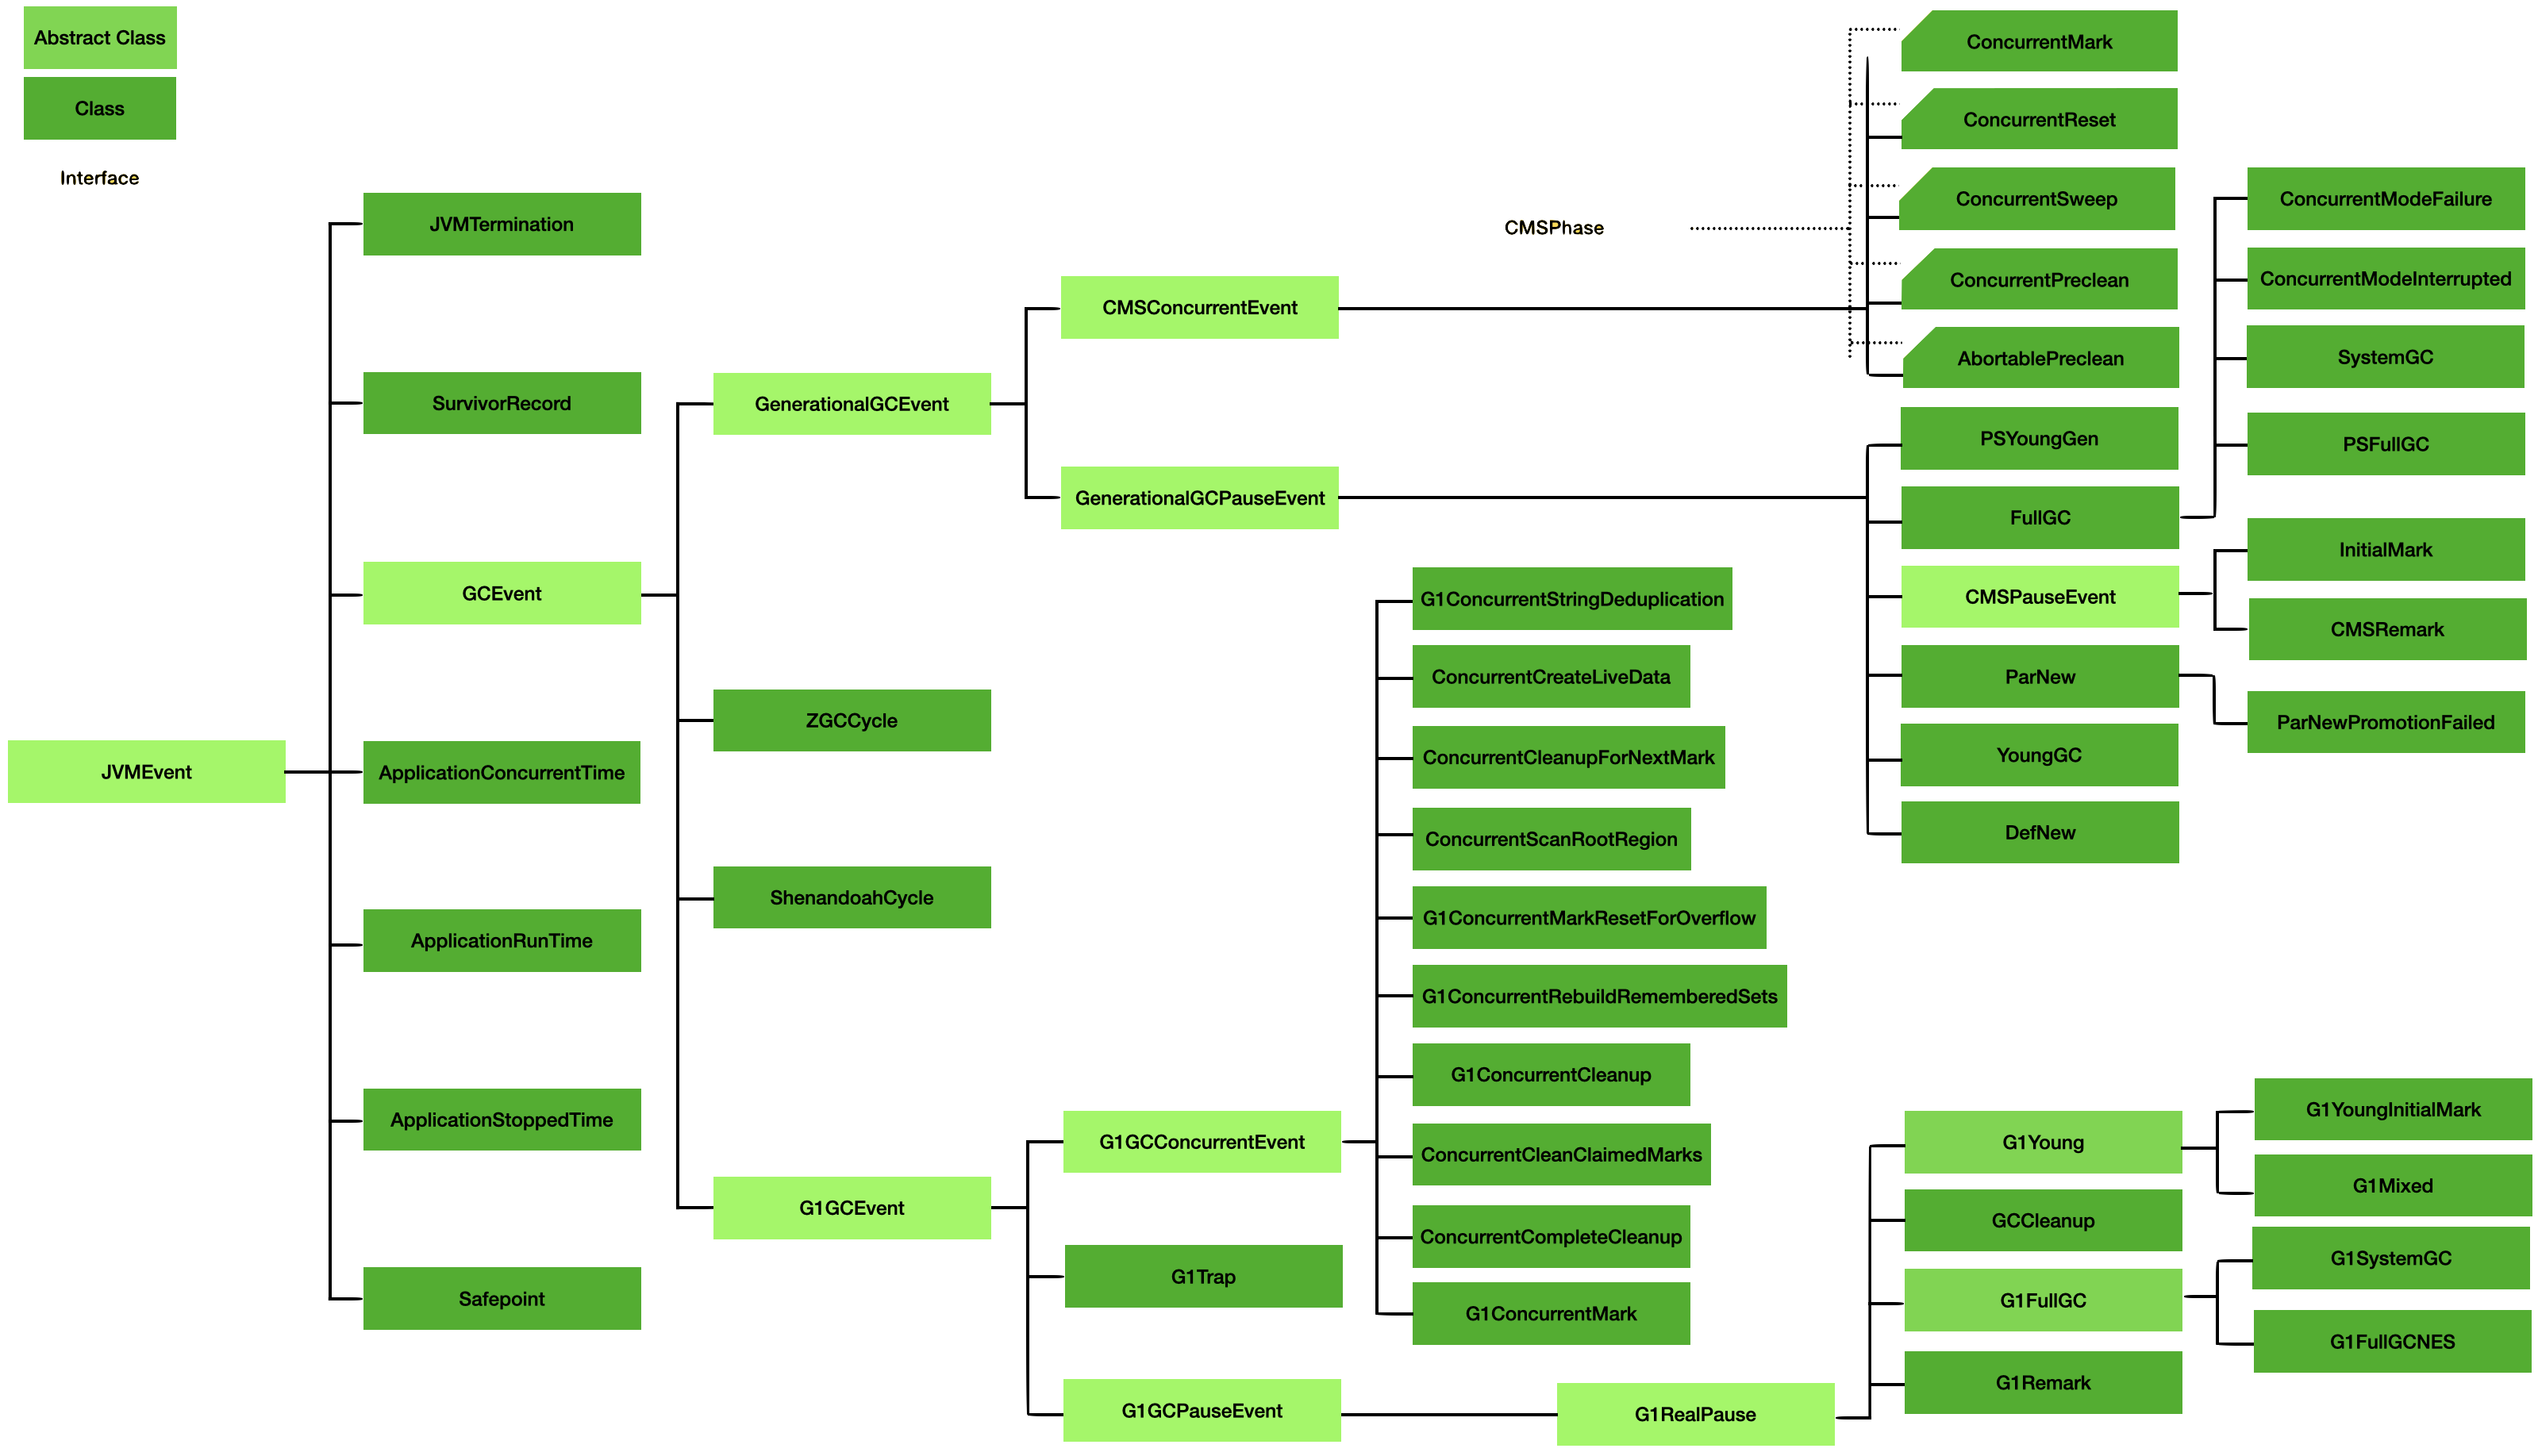 Abstract Class
Class
Interface
JVMEvent
JVMTermination
SurvivorRecord
GCEvent
ApplicationConcurrentTime
ApplicationRunTime
ApplicationStoppedTime
Safepoint
GenerationalGCEvent
ZGCCycle
ShenandoahCycle
G1GCEvent
CMSConcurrentEvent
GenerationalGCPauseEvent
G1GCConcurrentEvent
G1Trap
G1GCPauseEvent
CMSPhase
G1ConcurrentStringDeduplication
ConcurrentCreateLiveData
ConcurrentCleanupForNextMark
ConcurrentScanRootRegion
G1ConcurrentMarkResetForOverflow
G1ConcurrentRebuildRememberedSets
G1ConcurrentCleanup
ConcurrentCleanClaimedMarks
ConcurrentCompleteCleanup
G1ConcurrentMark
G1RealPause
ConcurrentMark
ConcurrentReset
ConcurrentSweep
ConcurrentPreclean
AbortablePreclean
PSYoungGen
FullGC
CMSPauseEvent
ParNew
YoungGC
DefNew
G1Young
GCCleanup
G1FullGC
G1Remark
ConcurrentModeFailure
ConcurrentModeInterrupted
SystemGC
PSFullGC
InitialMark
CMSRemark
ParNewPromotionFailed
G1YoungInitialMark
G1Mixed
G1SystemGC
G1FullGCNES